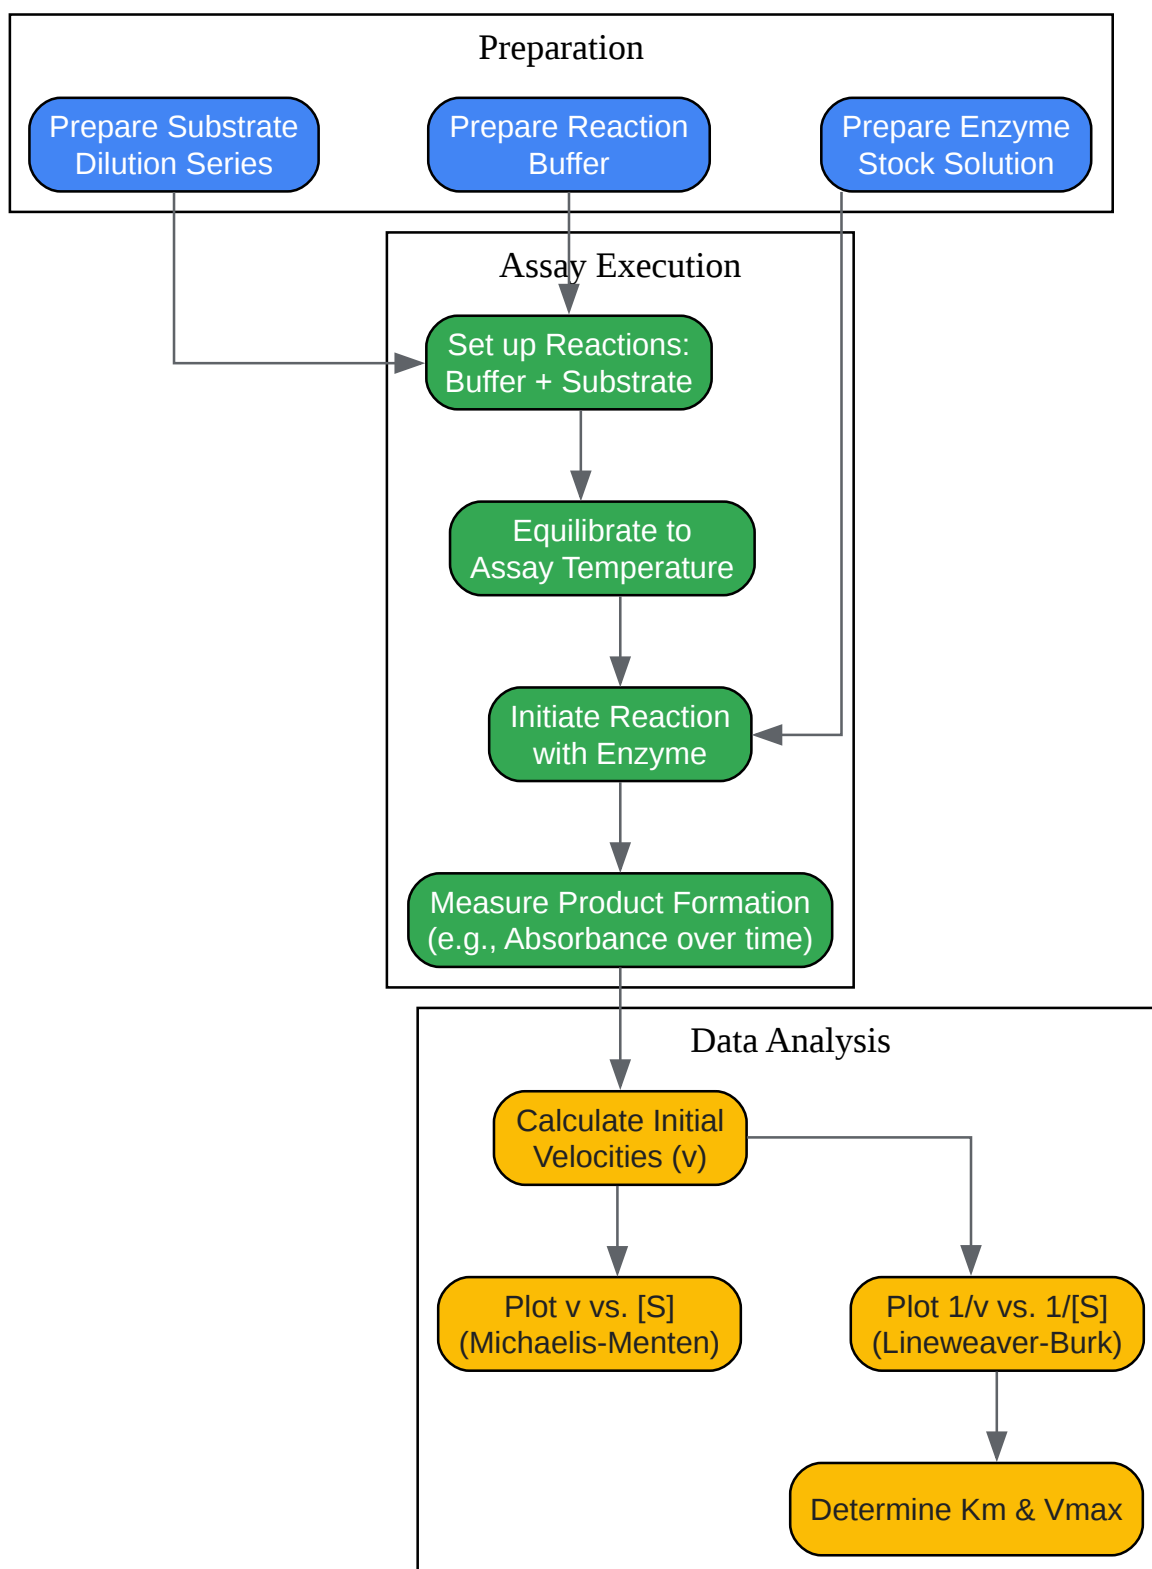 Preparation
Prepare Substrate
Dilution Series
Prepare Reaction
Buffer
Prepare Enzyme
Stock Solution
Assay Execution
Set up Reactions:
Buffer + Substrate
Equilibrate to
Assay Temperature
Initiate Reaction
with Enzyme
Measure Product Formation
(e.g., Absorbance over time)
Data Analysis
Calculate Initial
Velocities (v)
Plot v vs. [S]
(Michaelis-Menten)
Plot 1/v vs. 1/[S]
(Lineweaver-Burk)
Determine Km & Vmax